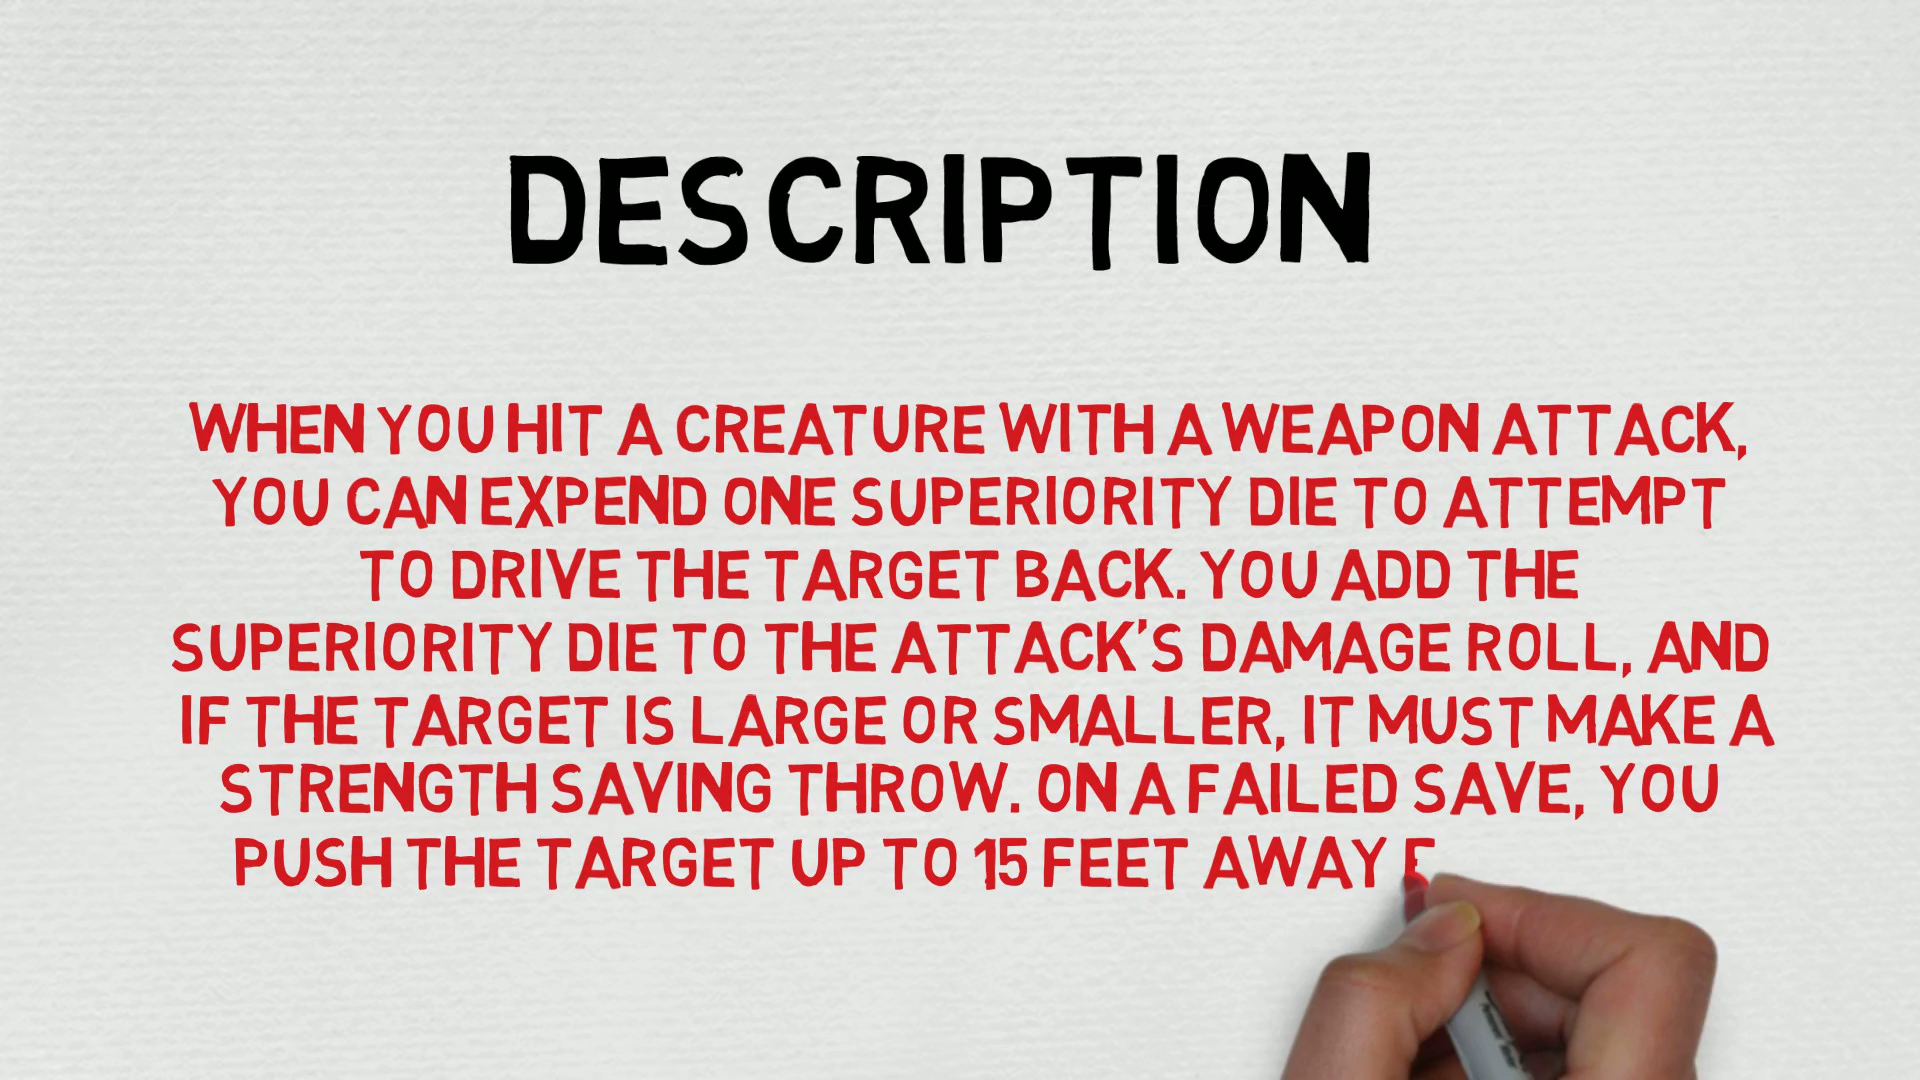 DESCRIPTION
WHEN YOU HIT A CREATURE WITH A WEAPON ATTACK,
YOU CAN EXPEND ONE SUPERIORITY DIE TO ATTEMPT
TO DRIVE THE TARGET BACK. YOU ADD THE
SUPERIORITY DIE TO THE ATTACK'S DAMAGE ROLL, AND
IF THE TARGET IS LARGE OR SMALLER, IT MUST MAKE A
STRENGTH SAVING THROW. ON A FAILED SAVE, YOU
PUSH THE TARGET UP TO 15 FEET AWAY